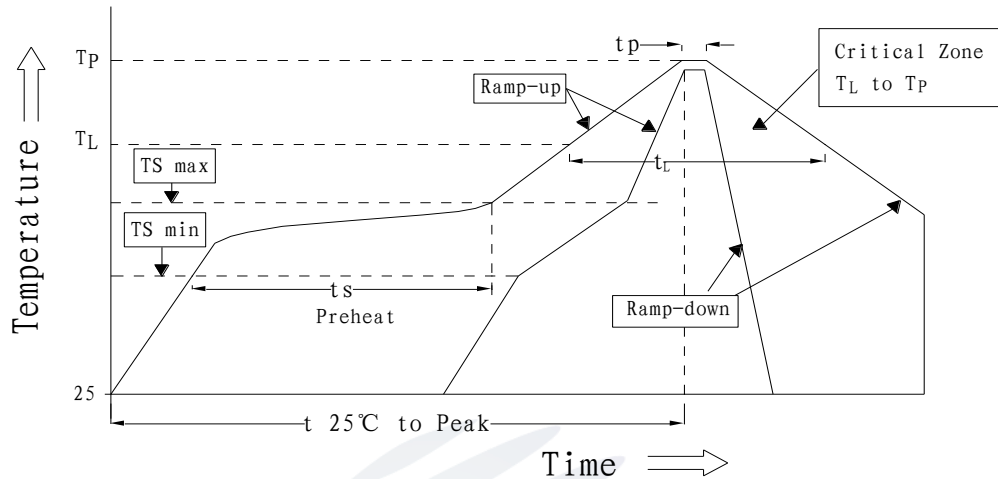 tp
Critical Zone
TL to TP
TP
Ramp-up
TL
TS max
tL
TS min
ts
Preheat
Ramp-down
Temperature
25
t 25℃ to Peak
Time